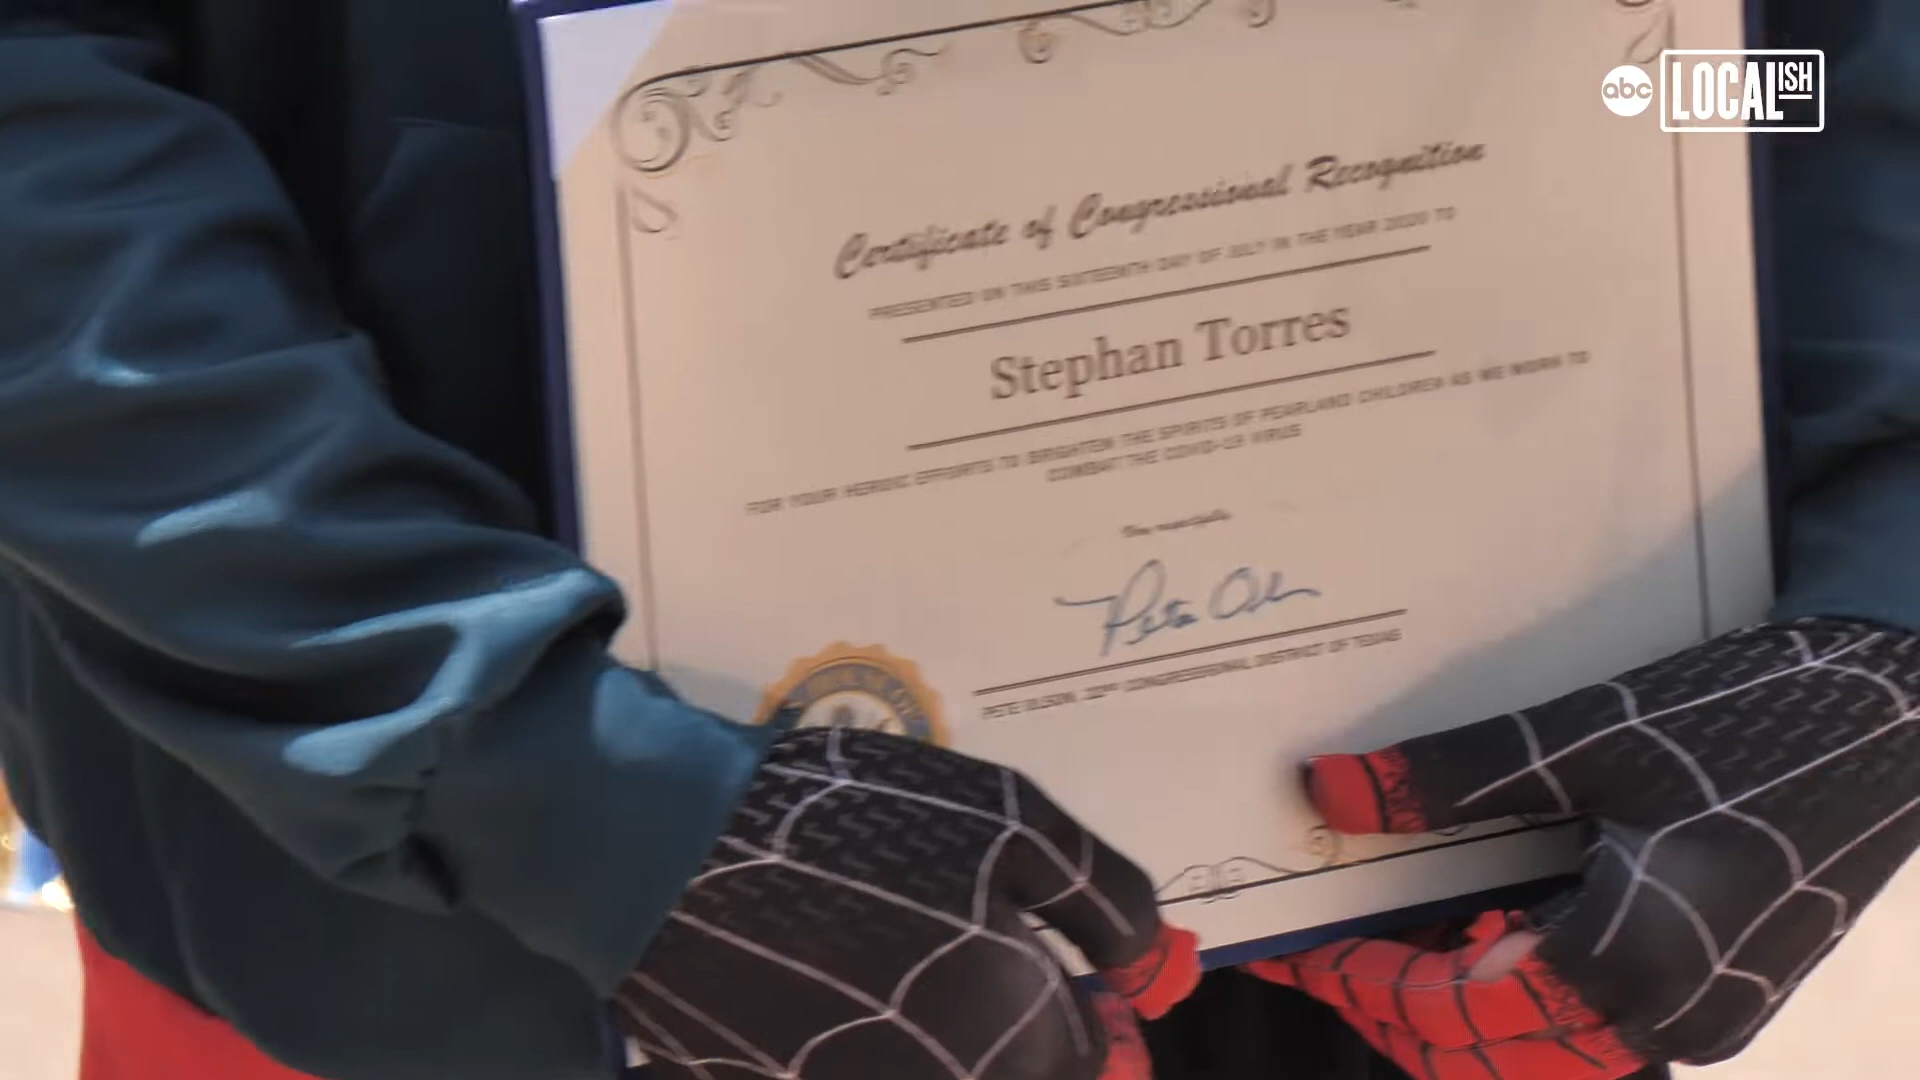 abc LOCALISH
Certificate of Congressional Recognition
PRESENTED ON THIS SIXTEENTH DAY OF JULY IN THE YEAR 2020 TO
Stephan Torres
FOR YOUR HEROIC EFFORTS TO BRIGHTEN THE SPIRITS OF PEARLAND CHILDREN AS WE WORK TO
COMBAT THE COVID-19 VIRUS
Pete Olson
PETE OLSON, 22ND CONGRESSIONAL DISTRICT OF TEXAS